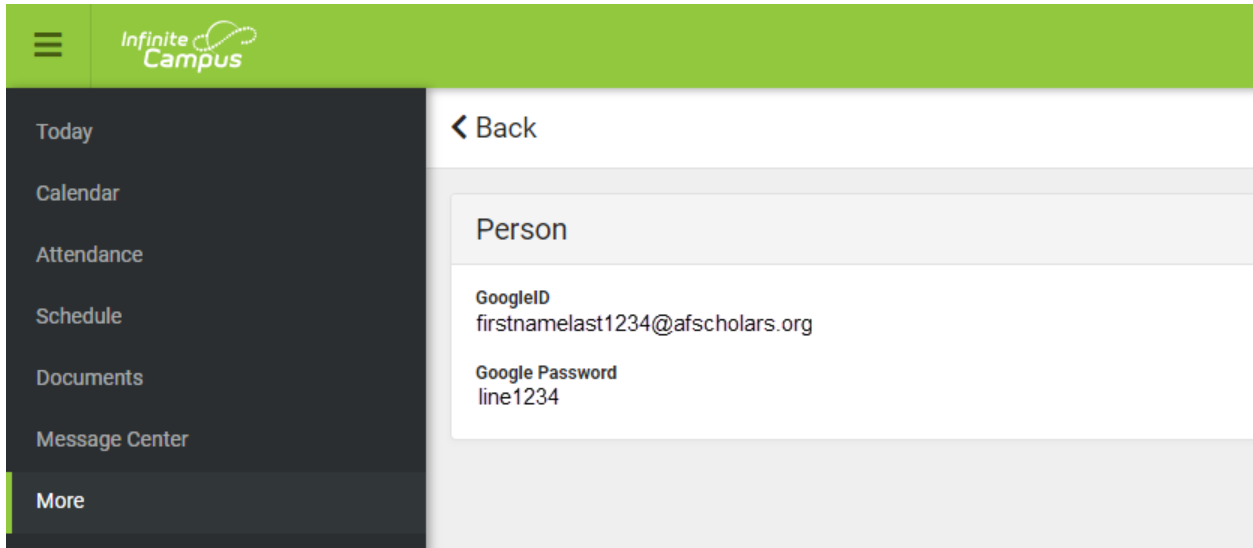 Infinite
Campus
Today
Calendar
Attendance
Schedule
Documents
Message Center
More
Back
Person
GoogleID
firstnamelast1234@afscholars.org
Google Password
line1234